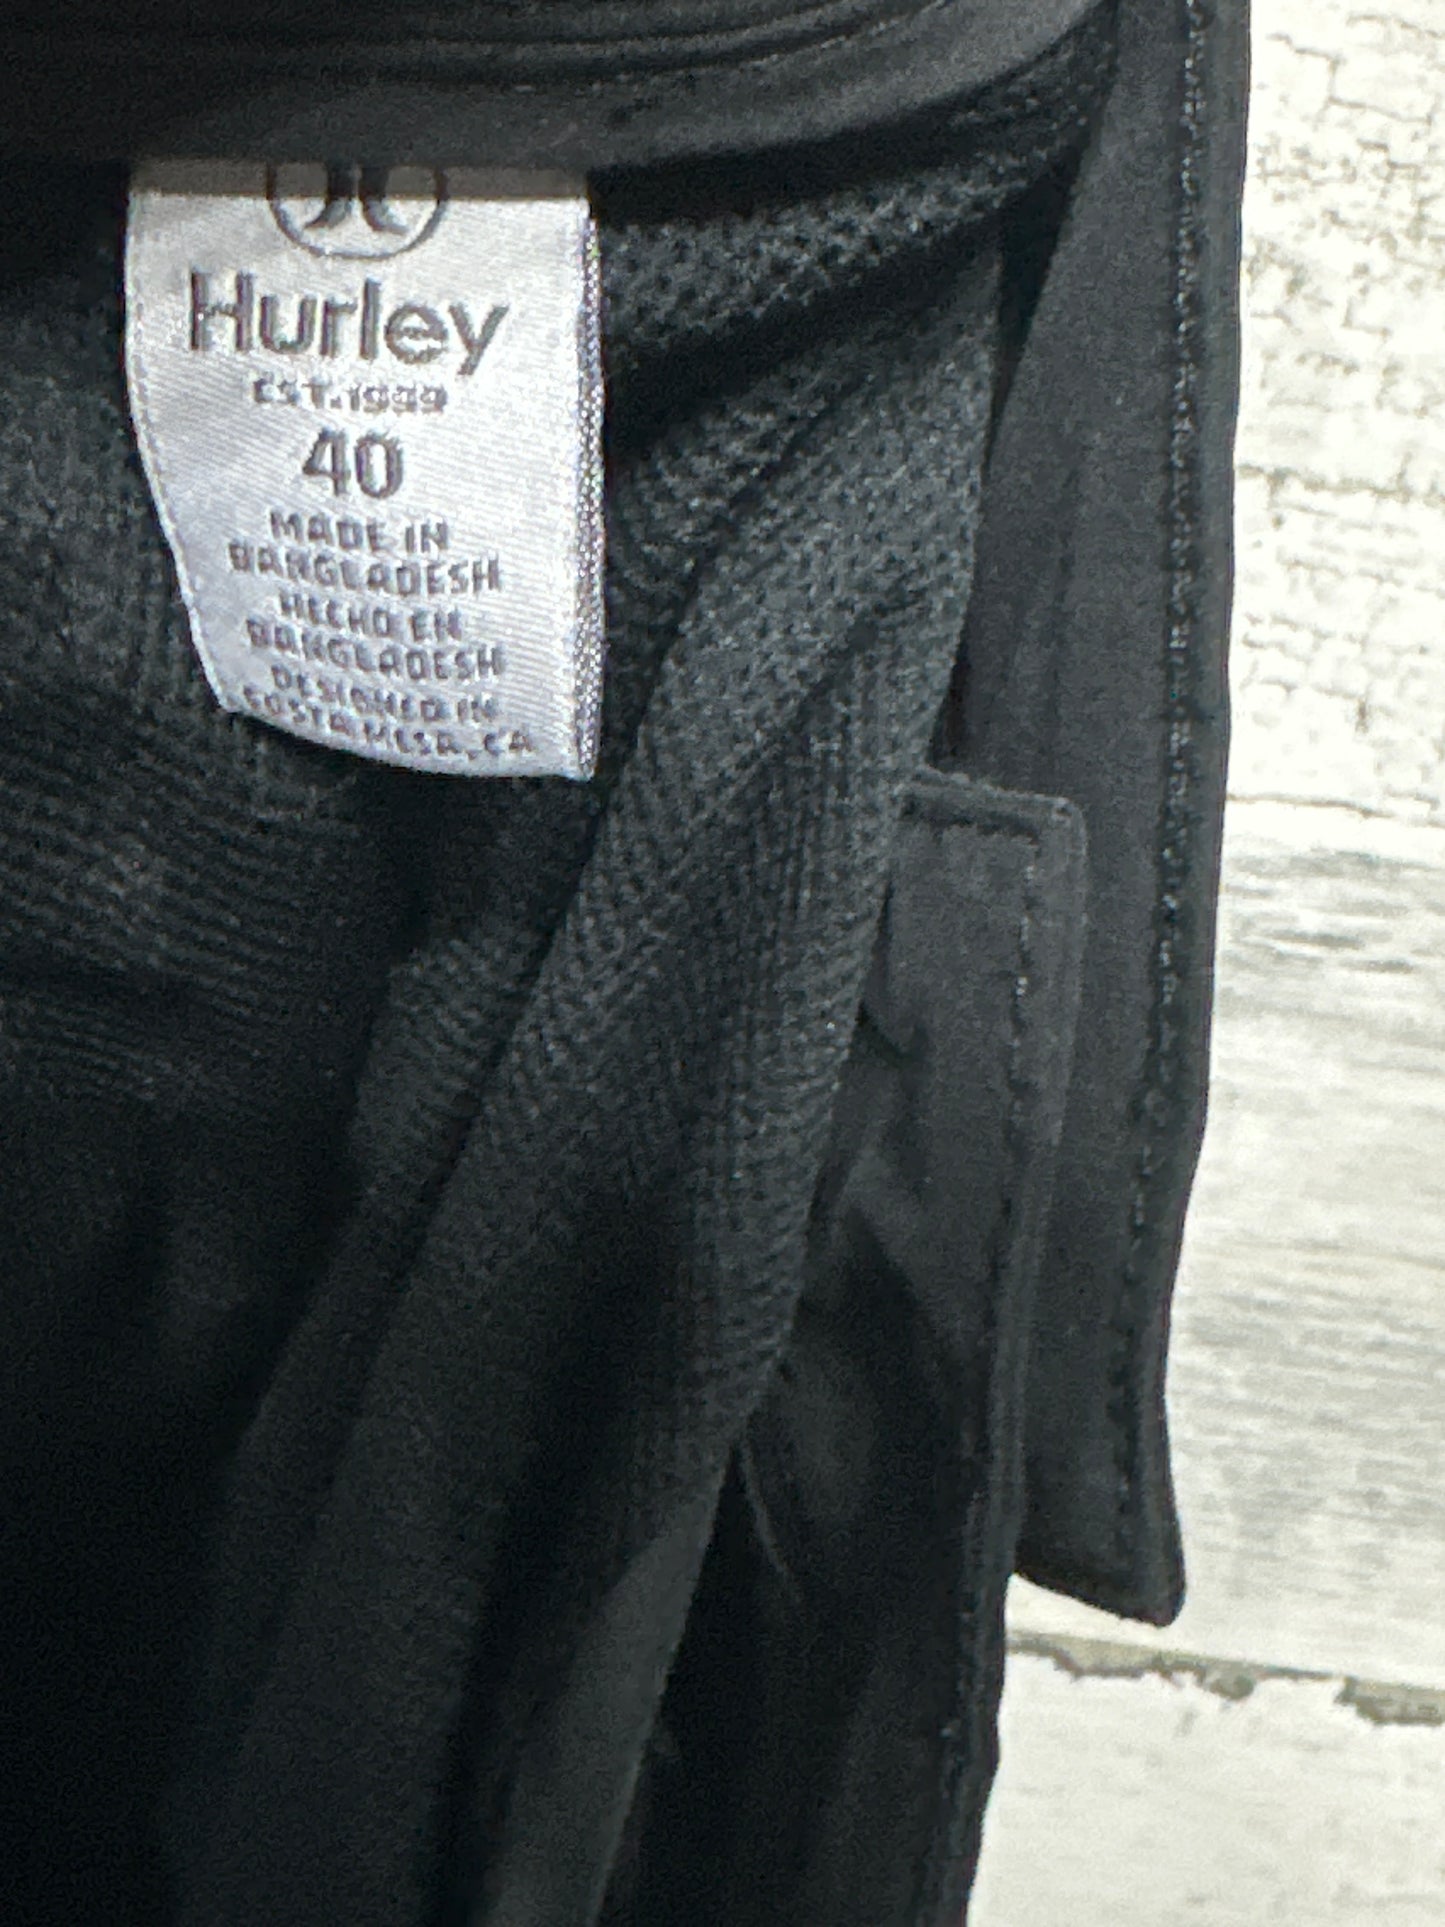 Hurley
EST.1999
40
MADE IN
BANGLADESH
HECHO EN
BANGLADESH
DESIGNED IN
COSTA MESA, CA